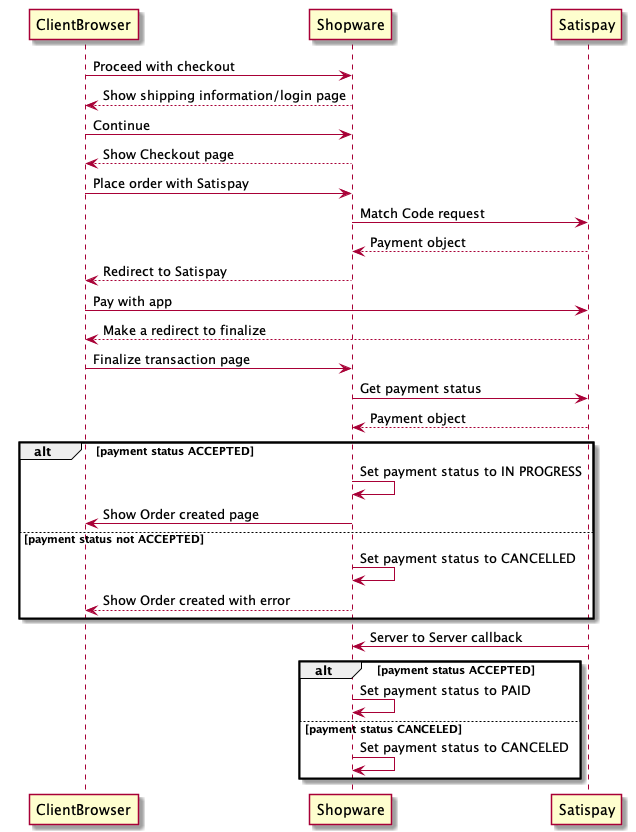 ClientBrowser
Shopware
Satispay
Proceed with checkout
Show shipping information/login page
Continue
Show Checkout page
Place order with Satispay
Match Code request
Payment object
Redirect to Satispay
Pay with app
Make a redirect to finalize
Finalize transaction page
Get payment status
Payment object
alt
[payment status ACCEPTED]
Set payment status to IN PROGRESS
Show Order created page
[payment status not ACCEPTED]
Set payment status to CANCELLED
Show Order created with error
Server to Server callback
alt
[payment status ACCEPTED]
Set payment status to PAID
[payment status CANCELED]
Set payment status to CANCELED
ClientBrowser
Shopware
Satispay